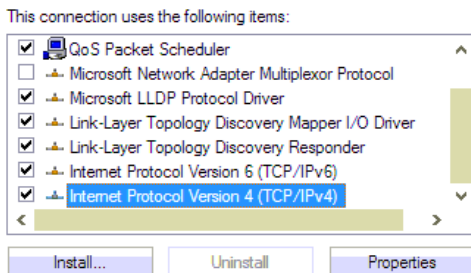 This connection uses the following items:
QoS Packet Scheduler
Microsoft Network Adapter Multiplexor Protocol
Microsoft LLDP Protocol Driver
Link-Layer Topology Discovery Mapper I/O Driver
Link-Layer Topology Discovery Responder
Internet Protocol Version 6 (TCP/IPv6)
Internet Protocol Version 4 (TCP/IPv4)
Install... Uninstall Properties